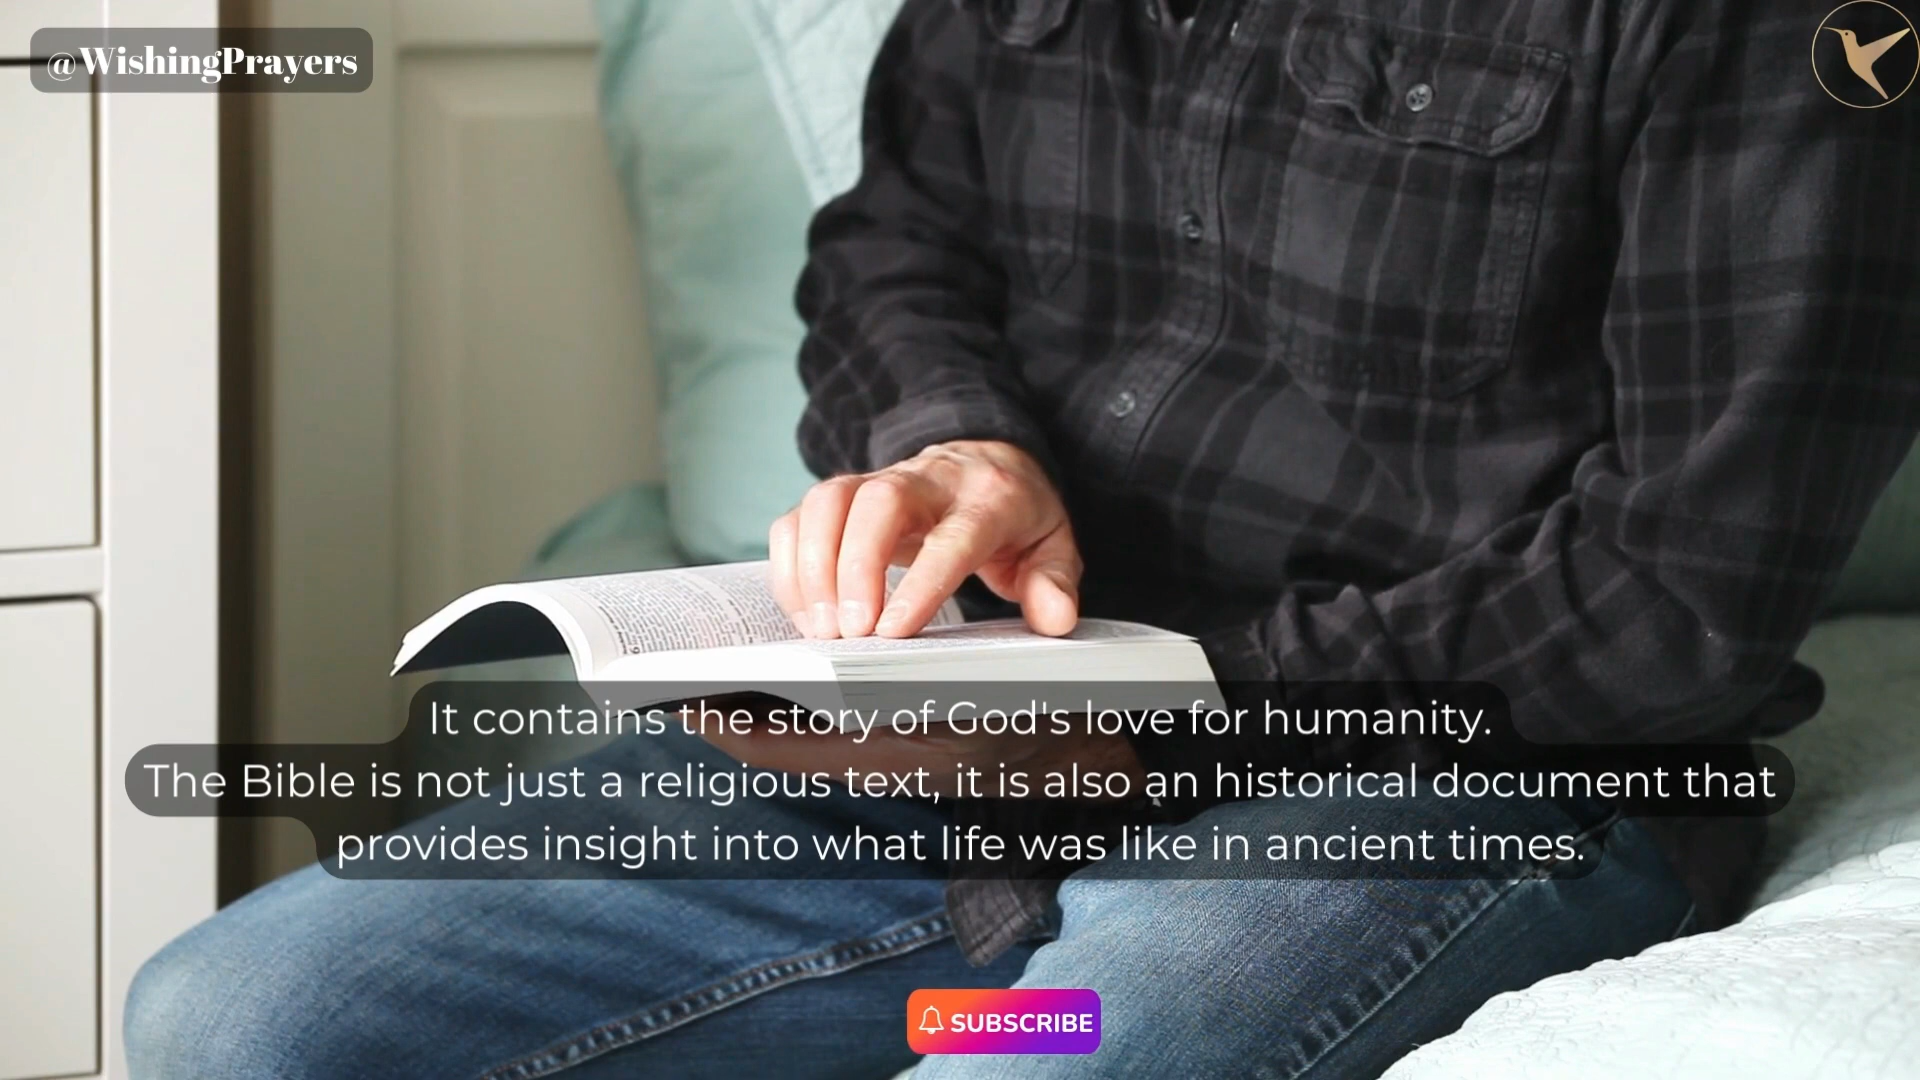 @WishingPrayers
It contains the story of God's love for humanity.
The Bible is not just a religious text, it is also an historical document that
provides insight into what life was like in ancient times.
SUBSCRIBE